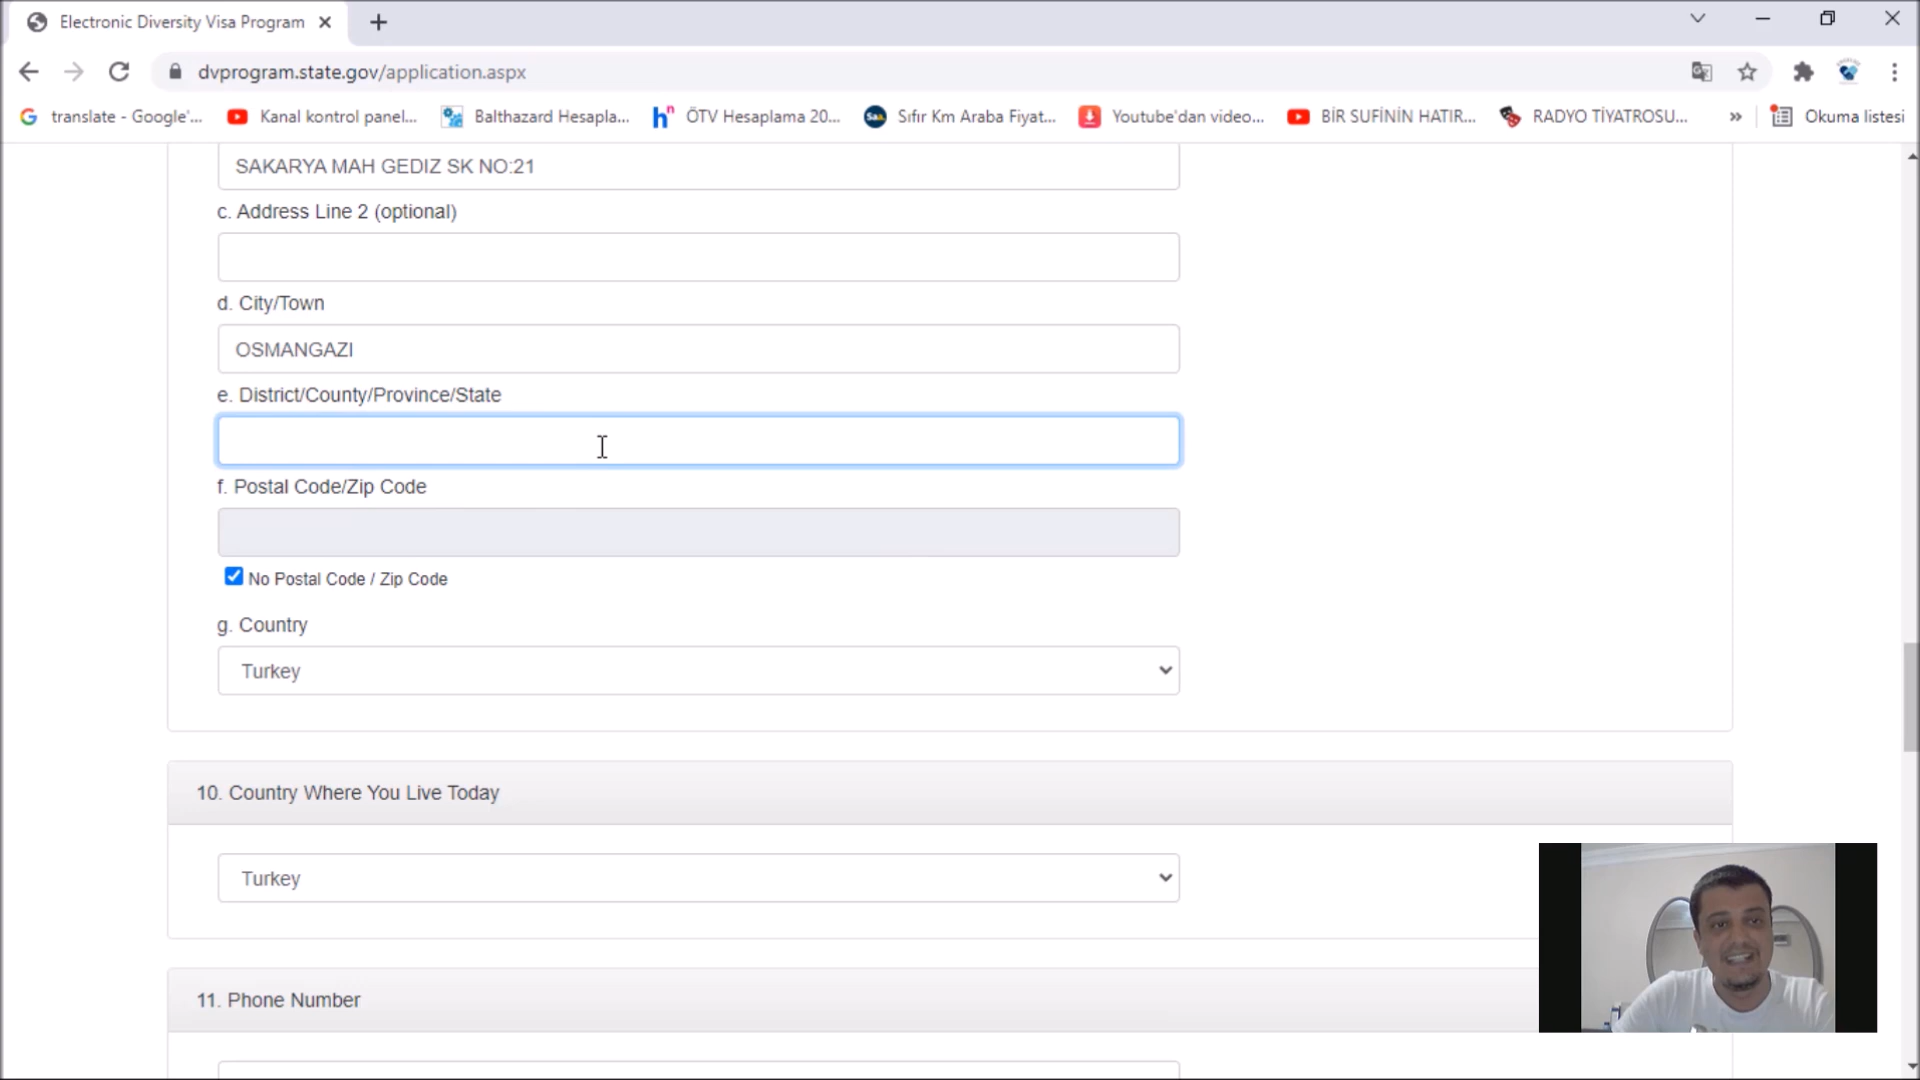 Electronic Diversity Visa Program
dvprogram.state.gov/application.aspx
translate - Google'...
Kanal kontrol panel...
Balthazard Hesapla...
ÖTV Hesaplama 20...
Sıfır Km Araba Fiyat...
Youtube'dan video...
BİR SUFİNİN HATIR...
RADYO TİYATROSU...
»
Okuma listesi
SAKARYA MAH GEDIZ SK NO:21
c. Address Line 2 (optional)
d. City/Town
OSMANGAZI
e. District/County/Province/State
f. Postal Code/Zip Code
No Postal Code / Zip Code
g. Country
Turkey
10. Country Where You Live Today
Turkey
11. Phone Number